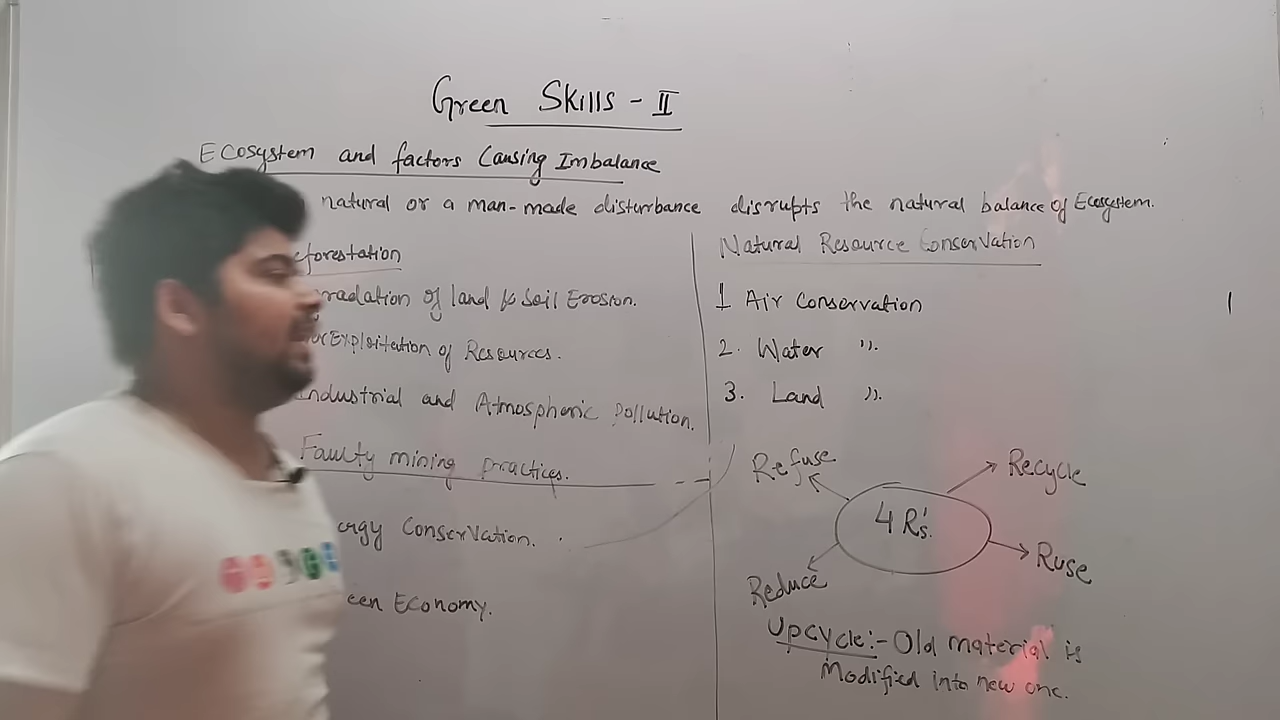 Green Skills - II
Ecosystem and factors Causing Imbalance
natural or a man-made disturbance disrupts the natural balance of Ecosystem.
eforestation
radation of land & Soil Erosion.
Exploitation of Resources.
Industrial and Atmospheric Pollution.
Faulty mining practices.
ergy Conservation.
een Economy.
Natural Resource Conservation
1 Air Conservation
2. Water ".
3. Land ".
Refuse
Recycle
4 R's.
Reduce
Ruse
Upcycle:- Old material is
Modified into new one.